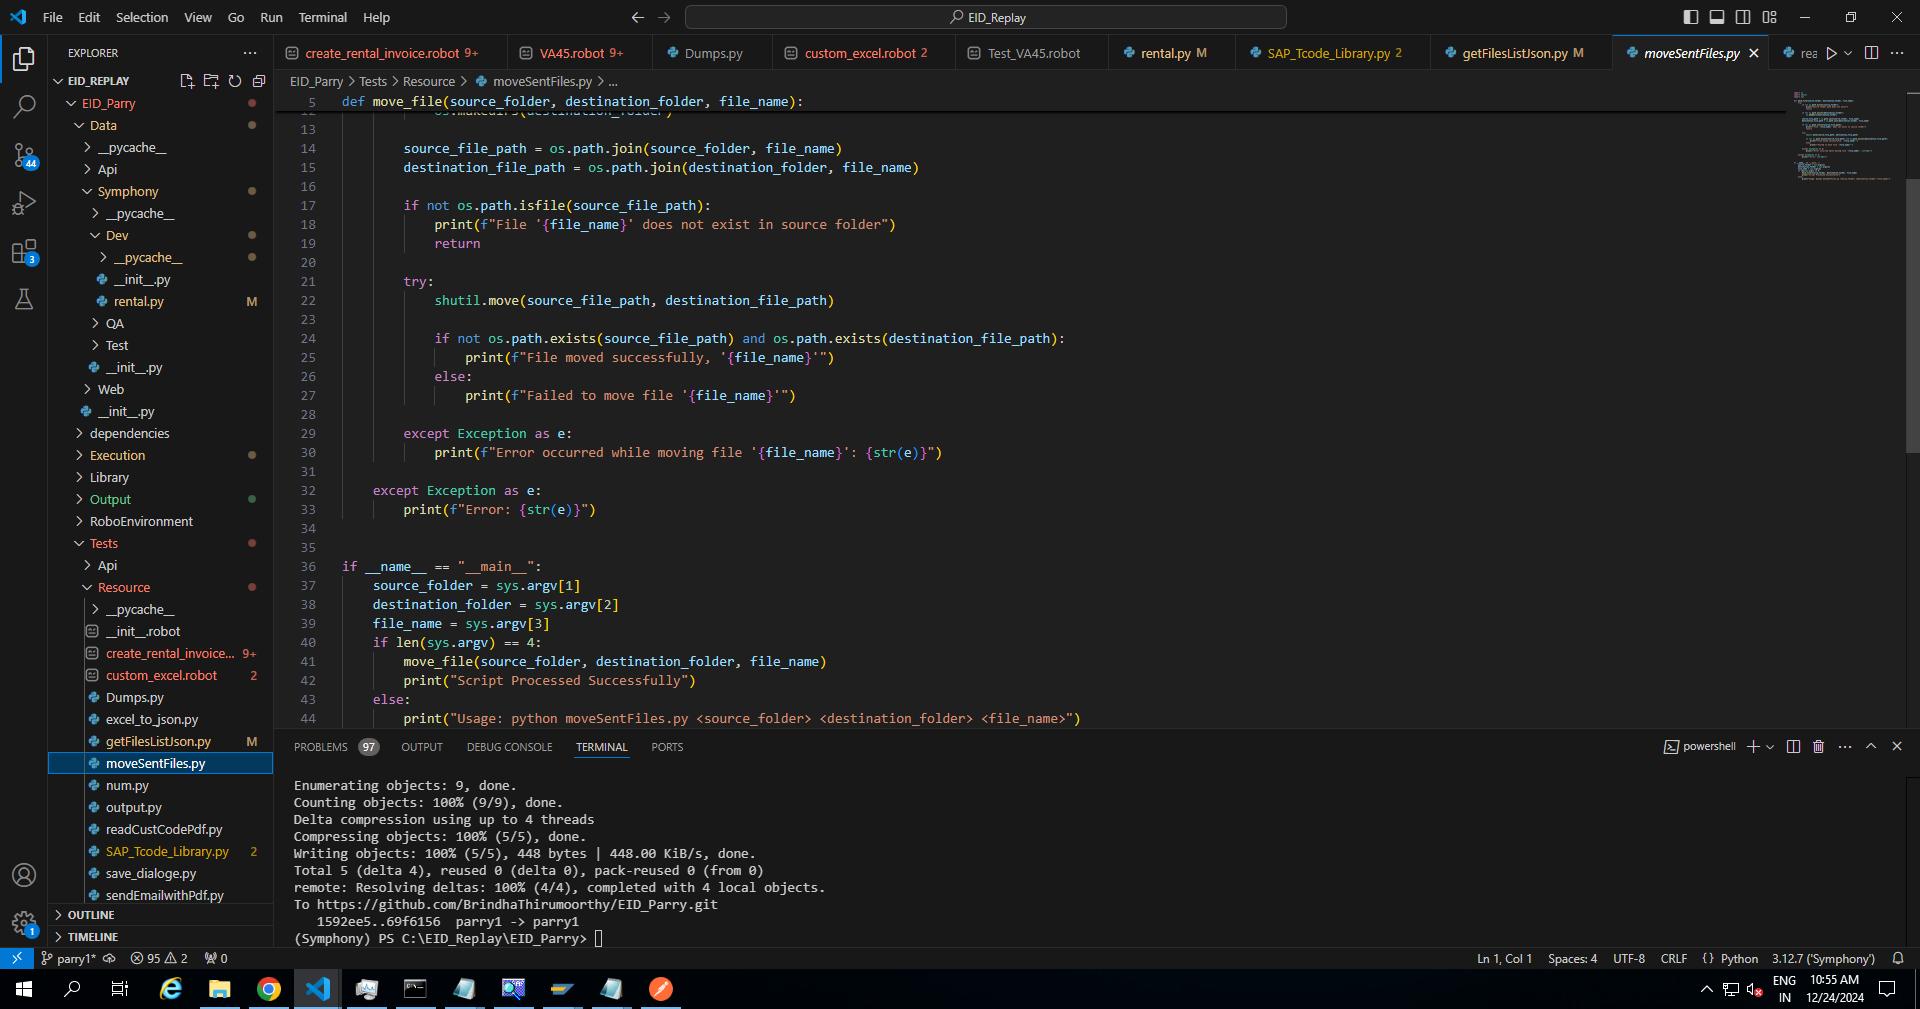 File Edit Selection View Go Run Terminal Help
EID_Replay
EXPLORER
create_rental_invoice.robot 9+
VA45.robot 9+
Dumps.py
custom_excel.robot 2
Test_VA45.robot
rental.py M
SAP_Tcode_Library.py 2
getFilesListJson.py M
moveSentFiles.py
rea
EID_REPLAY
EID_Parry > Tests > Resource > moveSentFiles.py > ...
EID_Parry
Data
__pycache__
Api
Symphony
__pycache__
Dev
__pycache__
__init__.py
rental.py M
QA
Test
__init__.py
Web
__init__.py
dependencies
Execution
Library
Output
RoboEnvironment
Tests
Api
Resource
__pycache__
__init__.robot
create_rental_invoice... 9+
custom_excel.robot 2
Dumps.py
excel_to_json.py
getFilesListJson.py M
moveSentFiles.py
num.py
output.py
readCustCodePdf.py
SAP_Tcode_Library.py 2
save_dialoge.py
sendEmailwithPdf.py
OUTLINE
TIMELINE
44
3
1
5 def move_file(source_folder, destination_folder, file_name):
12 os.makedirs(destination_folder)
13
14 source_file_path = os.path.join(source_folder, file_name)
15 destination_file_path = os.path.join(destination_folder, file_name)
16
17 if not os.path.isfile(source_file_path):
18 print(f"File '{file_name}' does not exist in source folder")
19 return
20
21 try:
22 shutil.move(source_file_path, destination_file_path)
23
24 if not os.path.exists(source_file_path) and os.path.exists(destination_file_path):
25 print(f"File moved successfully, '{file_name}'")
26 else:
27 print(f"Failed to move file '{file_name}'")
28
29 except Exception as e:
30 print(f"Error occurred while moving file '{file_name}': {str(e)}")
31
32 except Exception as e:
33 print(f"Error: {str(e)}")
34
35
36 if __name__ == "__main__":
37 source_folder = sys.argv[1]
38 destination_folder = sys.argv[2]
39 file_name = sys.argv[3]
40 if len(sys.argv) == 4:
41 move_file(source_folder, destination_folder, file_name)
42 print("Script Processed Successfully")
43 else:
44 print("Usage: python moveSentFiles.py <source_folder> <destination_folder> <file_name>")
PROBLEMS 97 OUTPUT DEBUG CONSOLE TERMINAL PORTS
powershell
Enumerating objects: 9, done.
Counting objects: 100% (9/9), done.
Delta compression using up to 4 threads
Compressing objects: 100% (5/5), done.
Writing objects: 100% (5/5), 448 bytes | 448.00 KiB/s, done.
Total 5 (delta 4), reused 0 (delta 0), pack-reused 0 (from 0)
remote: Resolving deltas: 100% (4/4), completed with 4 local objects.
To https://github.com/BrindhaThirumoorthy/EID_Parry.git
1592ee5..69f6156 parry1 -> parry1
(Symphony) PS C:\EID_Replay\EID_Parry>
parry1* 95 2 0
Ln 1, Col 1 Spaces: 4 UTF-8 CRLF {} Python 3.12.7 ('Symphony')
ENG
IN
10:55 AM
12/24/2024